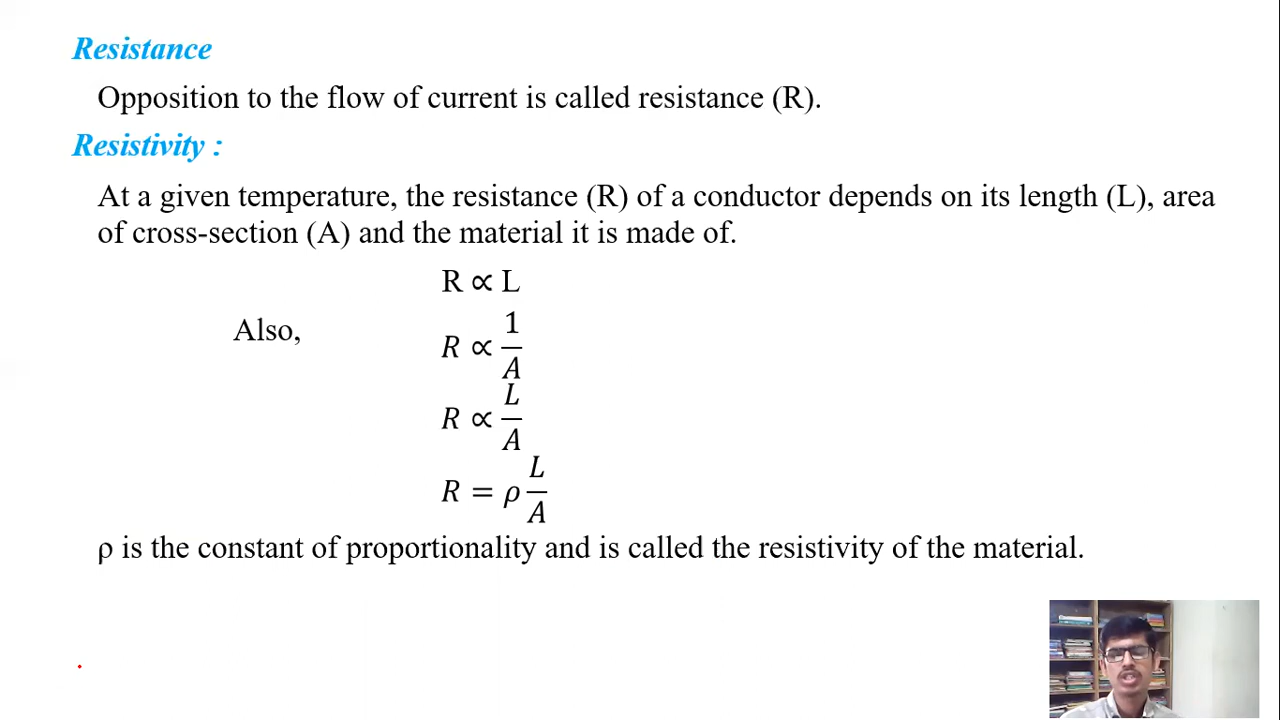 Resistance
Opposition to the flow of current is called resistance (R).
Resistivity :
At a given temperature, the resistance (R) of a conductor depends on its length (L), area
of cross-section (A) and the material it is made of.
R ∝ L
Also,
R ∝ 1/A
R ∝ L/A
R = ρ L/A
ρ is the constant of proportionality and is called the resistivity of the material.